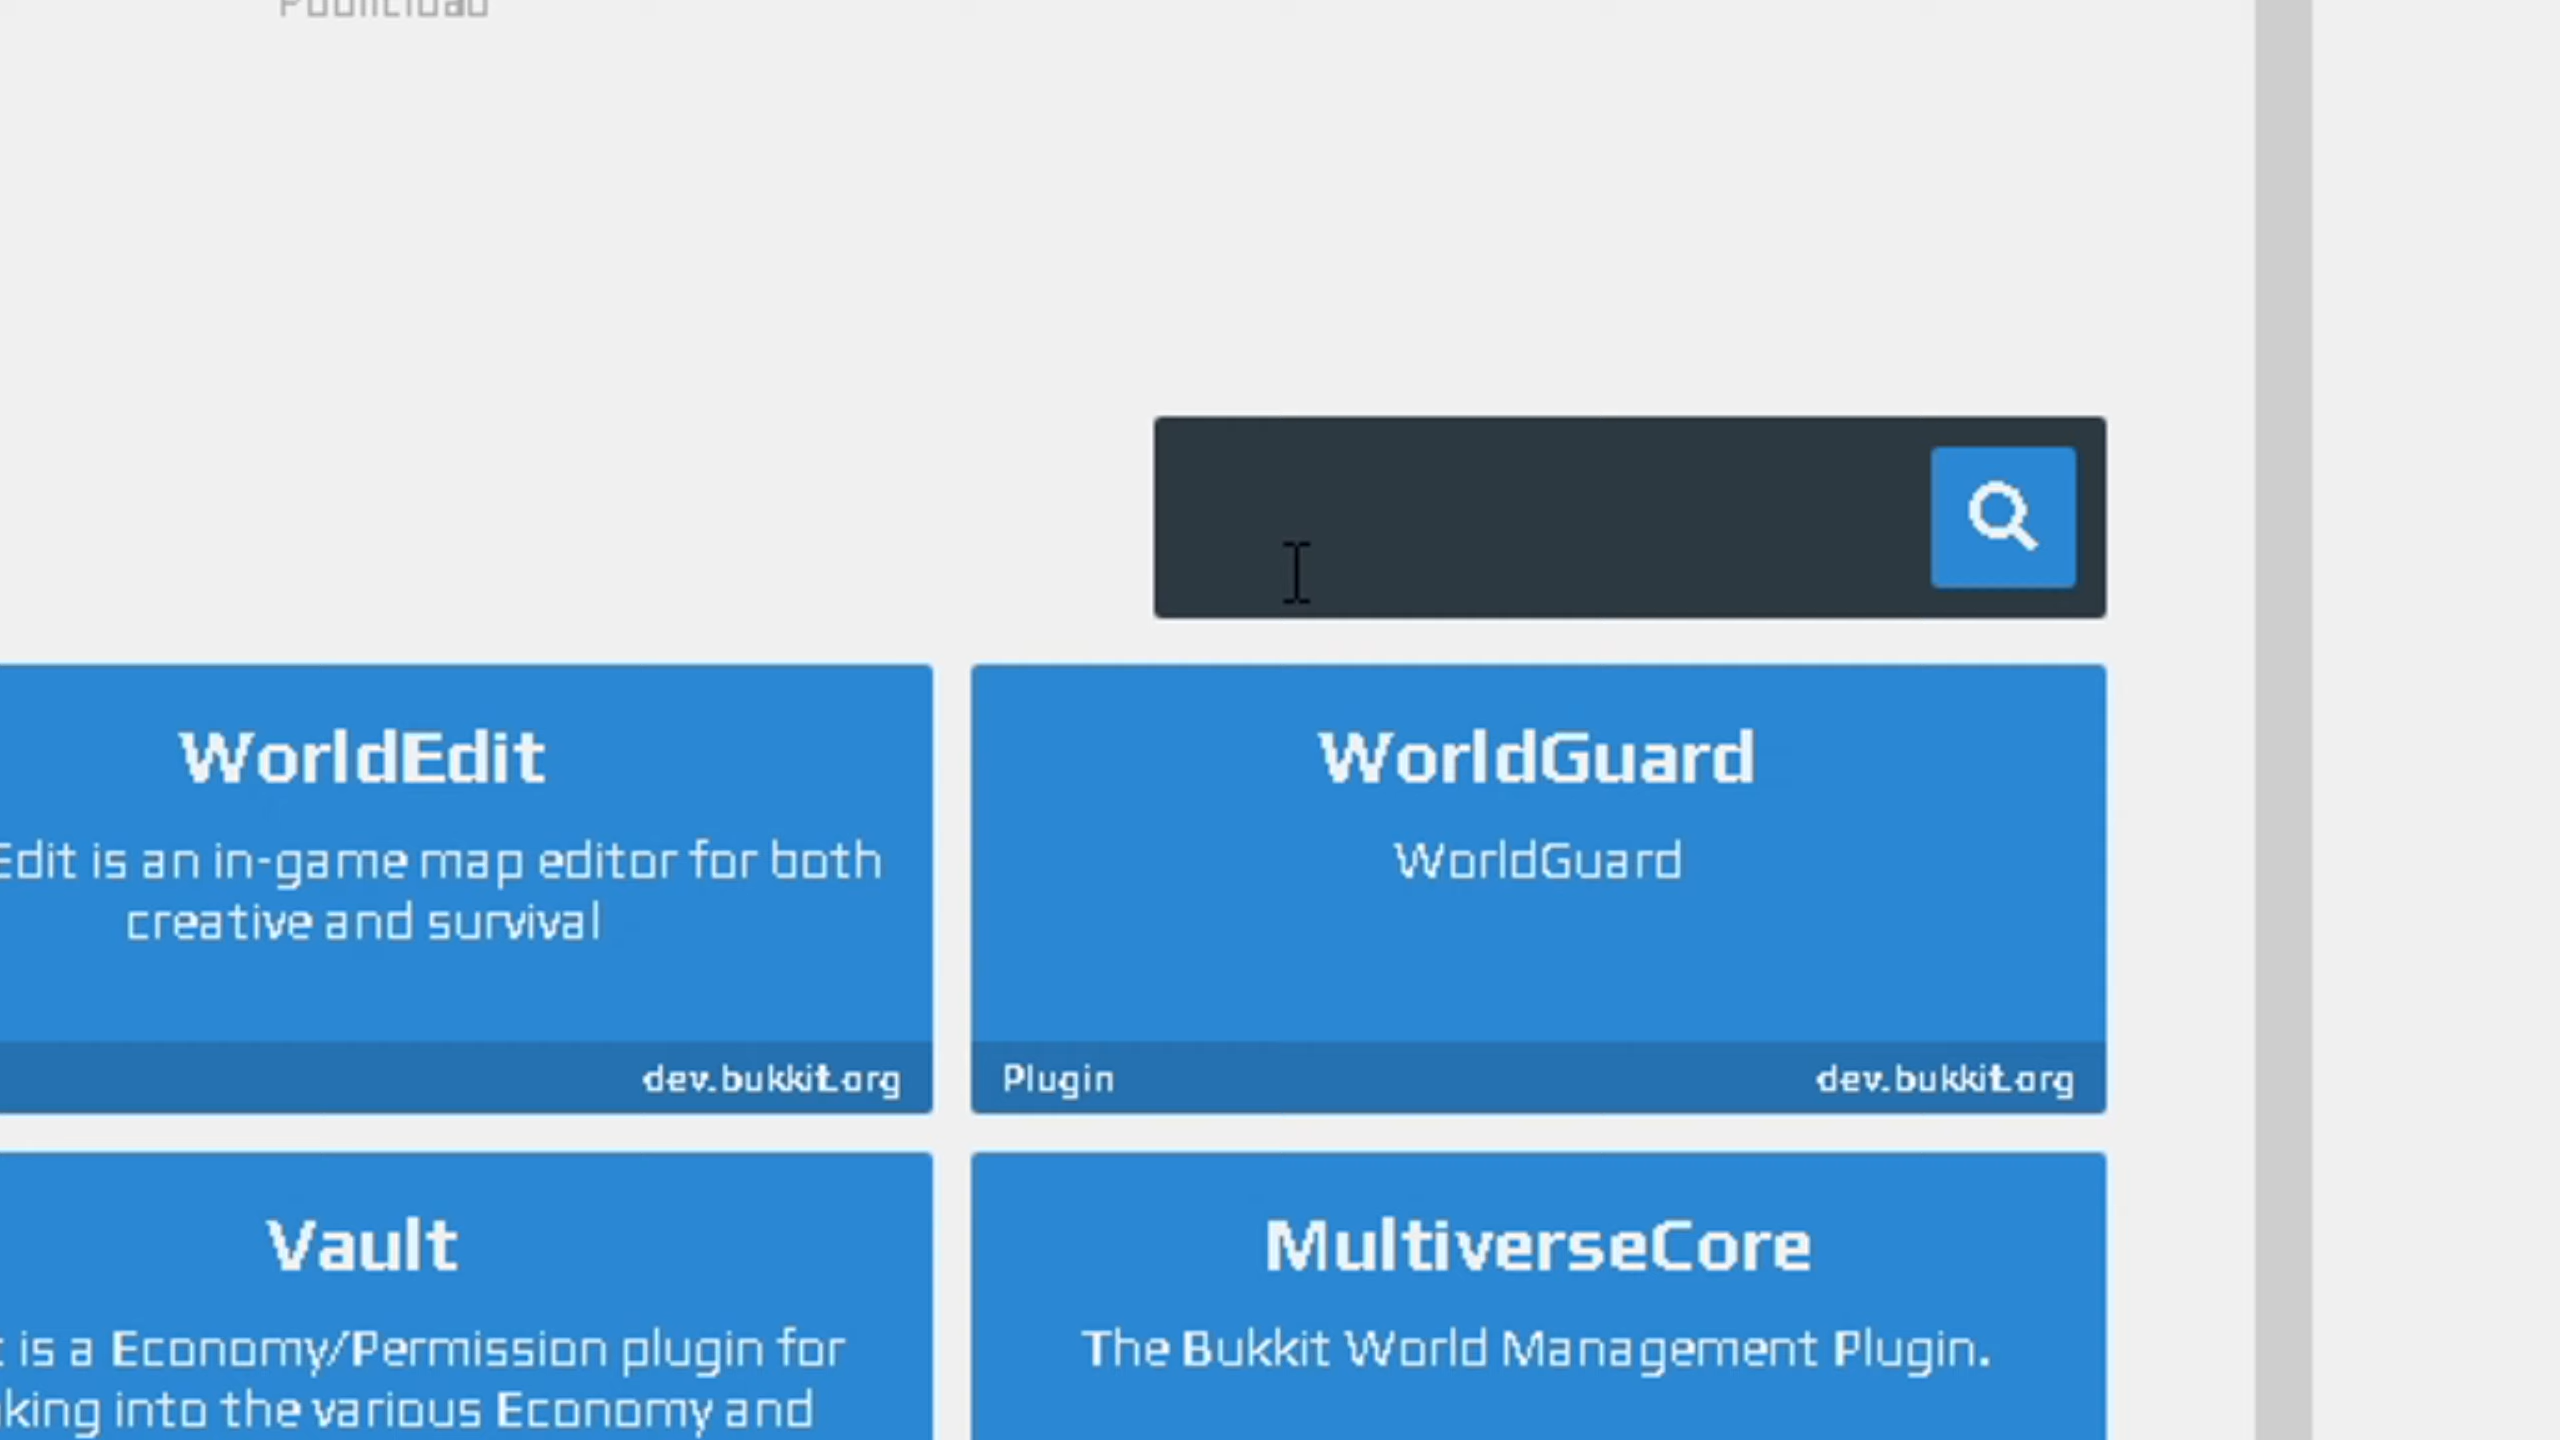 Publicidad
WorldEdit
Edit is an in-game map editor for both
creative and survival
dev.bukkit.org
WorldGuard
WorldGuard
Plugin
dev.bukkit.org
Vault
is a Economy/Permission plugin for
king into the various Economy and
MultiverseCore
The Bukkit World Management Plugin.